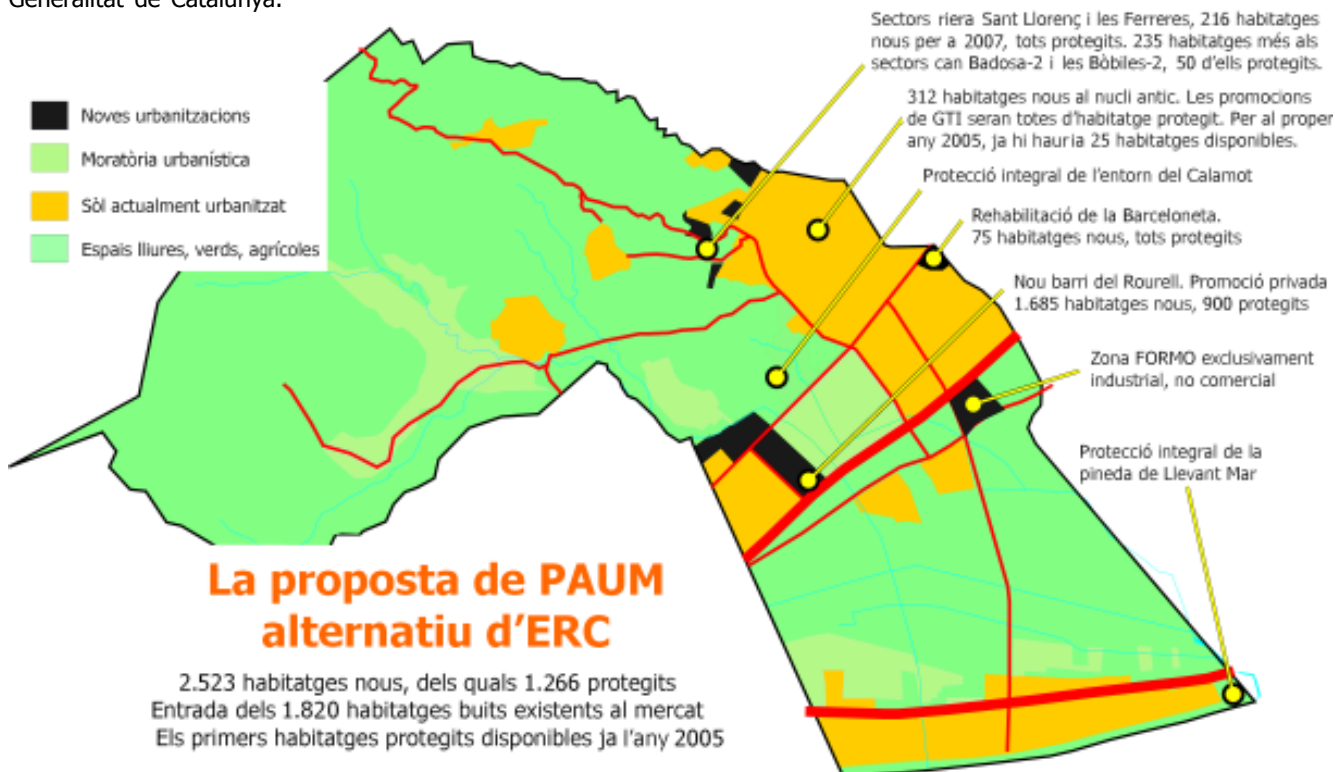 Generalitat de Catalunya.
Sectors riera Sant Llorenç i les Ferreres, 216 habitatges
nous per a 2007, tots protegits. 235 habitatges més als
sectors can Badosa-2 i les Bòbiles-2, 50 d'ells protegits.
312 habitatges nous al nucli antic. Les promocions
de GTI seran totes d'habitatge protegit. Per al proper
any 2005, ja hi hauria 25 habitatges disponibles.
Protecció integral de l'entorn del Calamot
Rehabilitació de la Barceloneta.
75 habitatges nous, tots protegits
Nou barri del Rourell. Promoció privada
1.685 habitatges nous, 900 protegits
Zona FORMO exclusivament
industrial, no comercial
Protecció integral de la
pineda de Llevant Mar
Noves urbanitzacions
Moratòria urbanística
Sòl actualment urbanitzat
Espais lliures, verds, agrícoles
La proposta de PAUM
alternatiu d'ERC
2.523 habitatges nous, dels quals 1.266 protegits
Entrada dels 1.820 habitatges buits existents al mercat
Els primers habitatges protegits disponibles ja l'any 2005